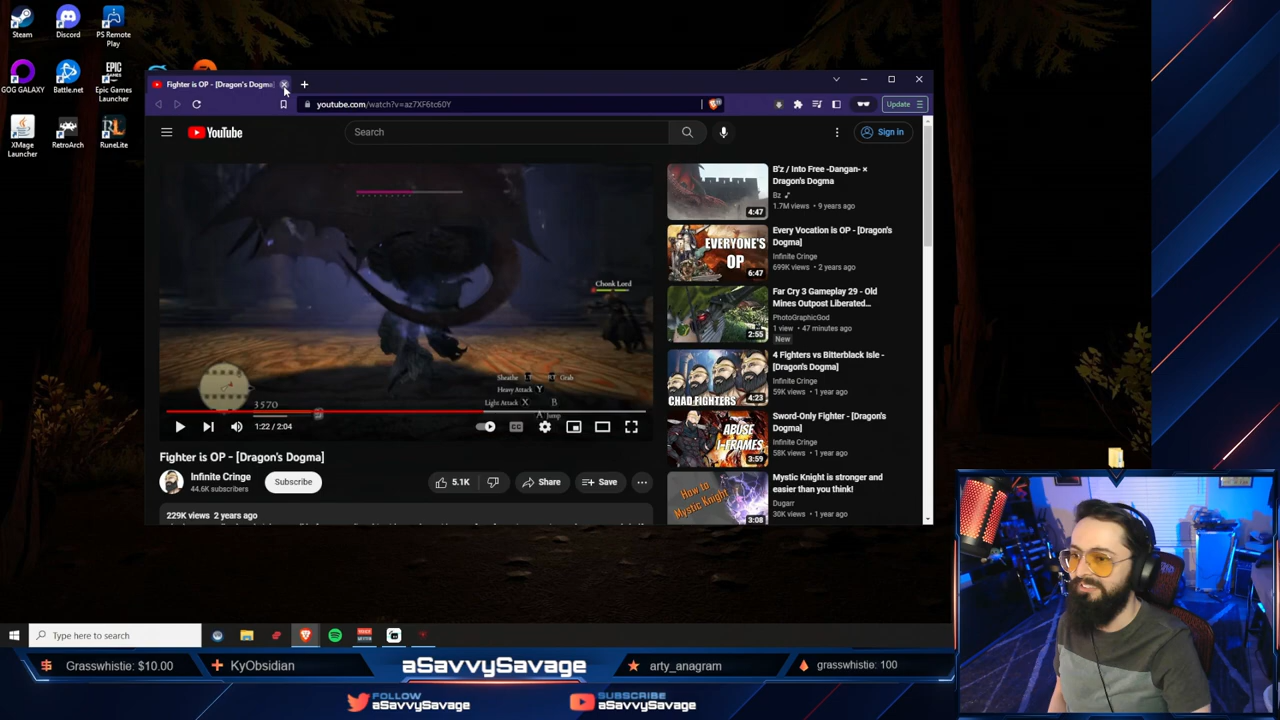 Steam
Discord
PS Remote
Play
GOG GALAXY
Battle.net
Epic Games
Launcher
XMage
Launcher
RetroArch
RuneLite
Fighter is OP - [Dragon's Dogma]
youtube.com/watch?v=az7XF6tc60Y
Update
YouTube
Search
Sign in
Chonk Lord
Sheathe LT RT Grab
Heavy Attack Y
Light Attack X B
A Jump
3570
1:22 / 2:04
CC
Fighter is OP - [Dragon's Dogma]
Infinite Cringe
44.6K subscribers
Subscribe
5.1K
Share
Save
229K views 2 years ago
4:47
B'z / Into Free -Dangan- ×
Dragon's Dogma
Bz
1.7M views • 9 years ago
EVERYONE'S
OP
6:47
Every Vocation is OP - [Dragon's
Dogma]
Infinite Cringe
699K views • 2 years ago
2:55
Far Cry 3 Gameplay 29 - Old
Mines Outpost Liberated...
PhotoGraphicGod
1 view • 47 minutes ago
New
CHAD FIGHTERS
4:23
4 Fighters vs Bitterblack Isle -
[Dragon's Dogma]
Infinite Cringe
59K views • 1 year ago
ABUSE
I-FRAMES
3:59
Sword-Only Fighter - [Dragon's
Dogma]
Infinite Cringe
58K views • 1 year ago
How to
Mystic Knight
3:08
Mystic Knight is stronger and
easier than you think!
Dugarr
30K views • 1 year ago
Type here to search
Grasswhistie: $10.00
KyObsidian
aSavvySavage
arty_anagram
grasswhistie: 100
FOLLOW
aSavvySavage
SUBSCRIBE
aSavvySavage